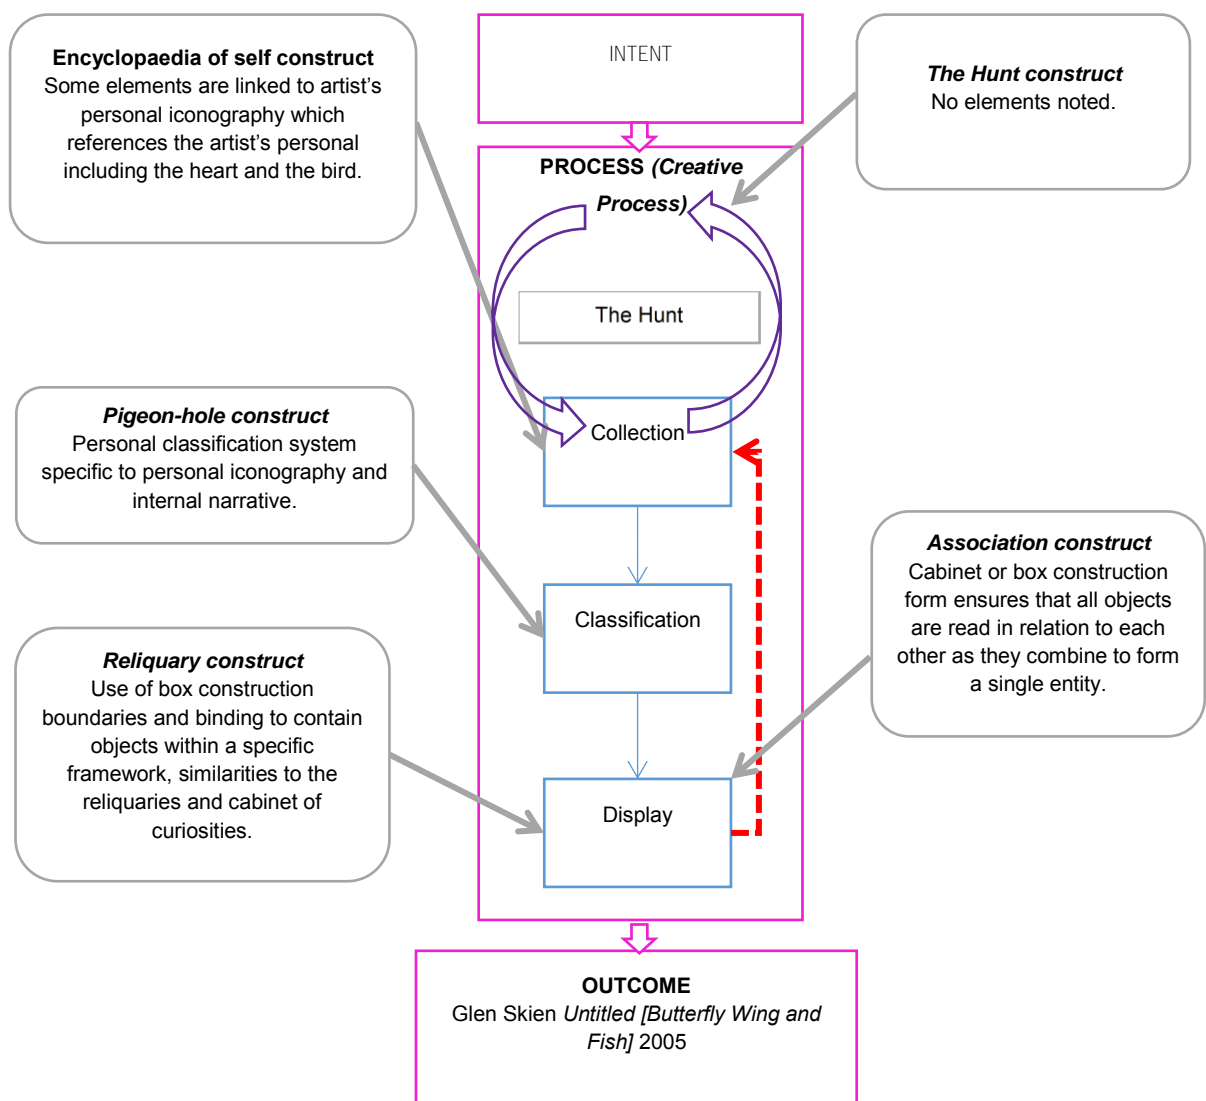 Encyclopaedia of self construct
Some elements are linked to artist's
personal iconography which
references the artist's personal
including the heart and the bird.
INTENT
The Hunt construct
No elements noted.
PROCESS (Creative
Process)
The Hunt
Collection
Pigeon-hole construct
Personal classification system
specific to personal iconography and
internal narrative.
Association construct
Cabinet or box construction
form ensures that all objects
are read in relation to each
other as they combine to form
a single entity.
Classification
Reliquary construct
Use of box construction
boundaries and binding to contain
objects within a specific
framework, similarities to the
reliquaries and cabinet of
curiosities.
Display
OUTCOME
Glen Skien Untitled [Butterfly Wing and
Fish] 2005